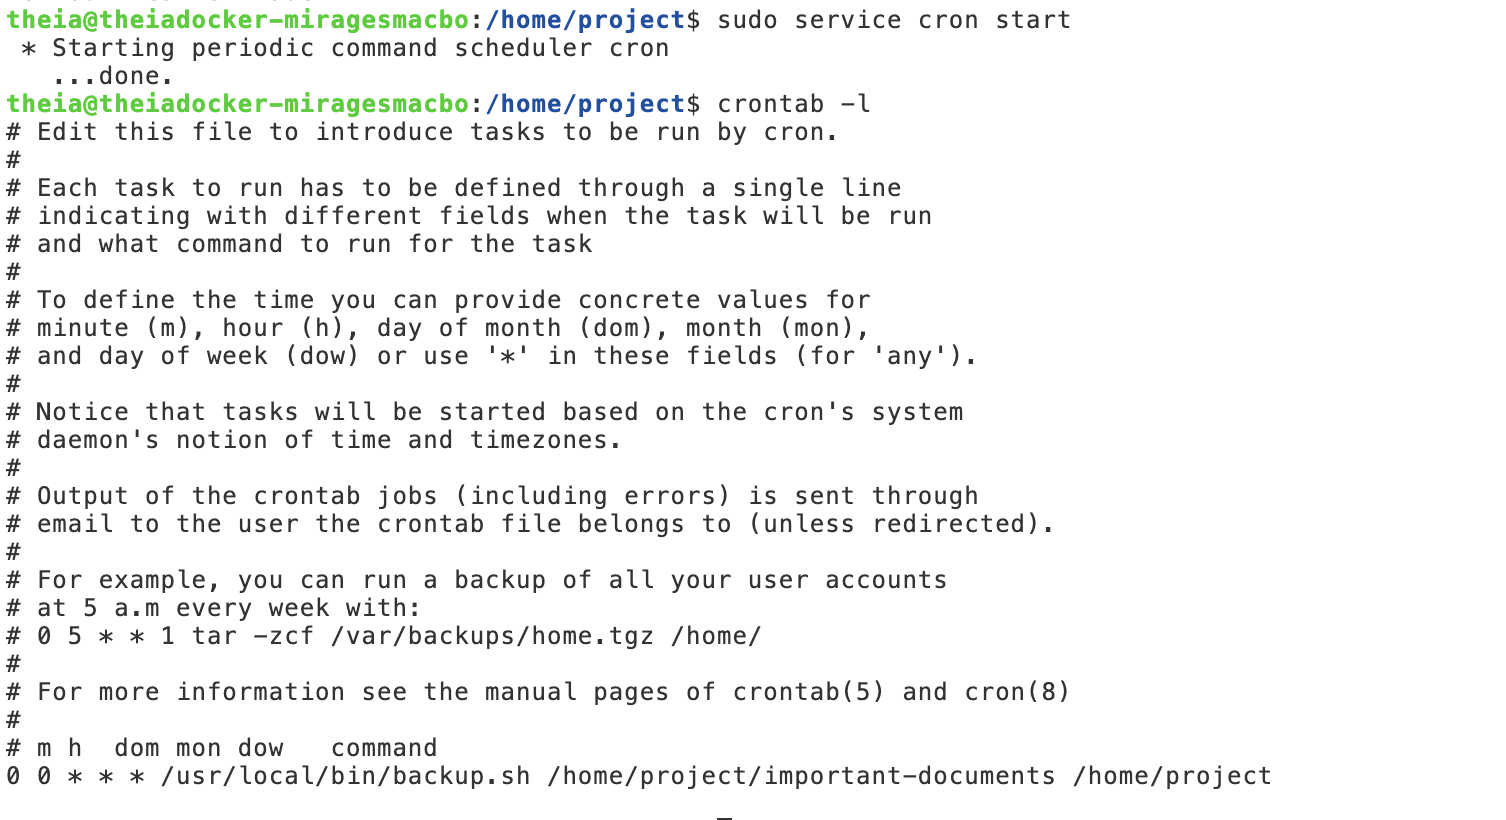 theia@theiadocker-miragesmacbo:/home/project$ sudo service cron start
 * Starting periodic command scheduler cron
   ...done.
theia@theiadocker-miragesmacbo:/home/project$ crontab -l
# Edit this file to introduce tasks to be run by cron.
#
# Each task to run has to be defined through a single line
# indicating with different fields when the task will be run
# and what command to run for the task
#
# To define the time you can provide concrete values for
# minute (m), hour (h), day of month (dom), month (mon),
# and day of week (dow) or use '*' in these fields (for 'any').
#
# Notice that tasks will be started based on the cron's system
# daemon's notion of time and timezones.
#
# Output of the crontab jobs (including errors) is sent through
# email to the user the crontab file belongs to (unless redirected).
#
# For example, you can run a backup of all your user accounts
# at 5 a.m every week with:
# 0 5 * * 1 tar -zcf /var/backups/home.tgz /home/
#
# For more information see the manual pages of crontab(5) and cron(8)
#
# m h  dom mon dow   command
0 0 * * * /usr/local/bin/backup.sh /home/project/important-documents /home/project